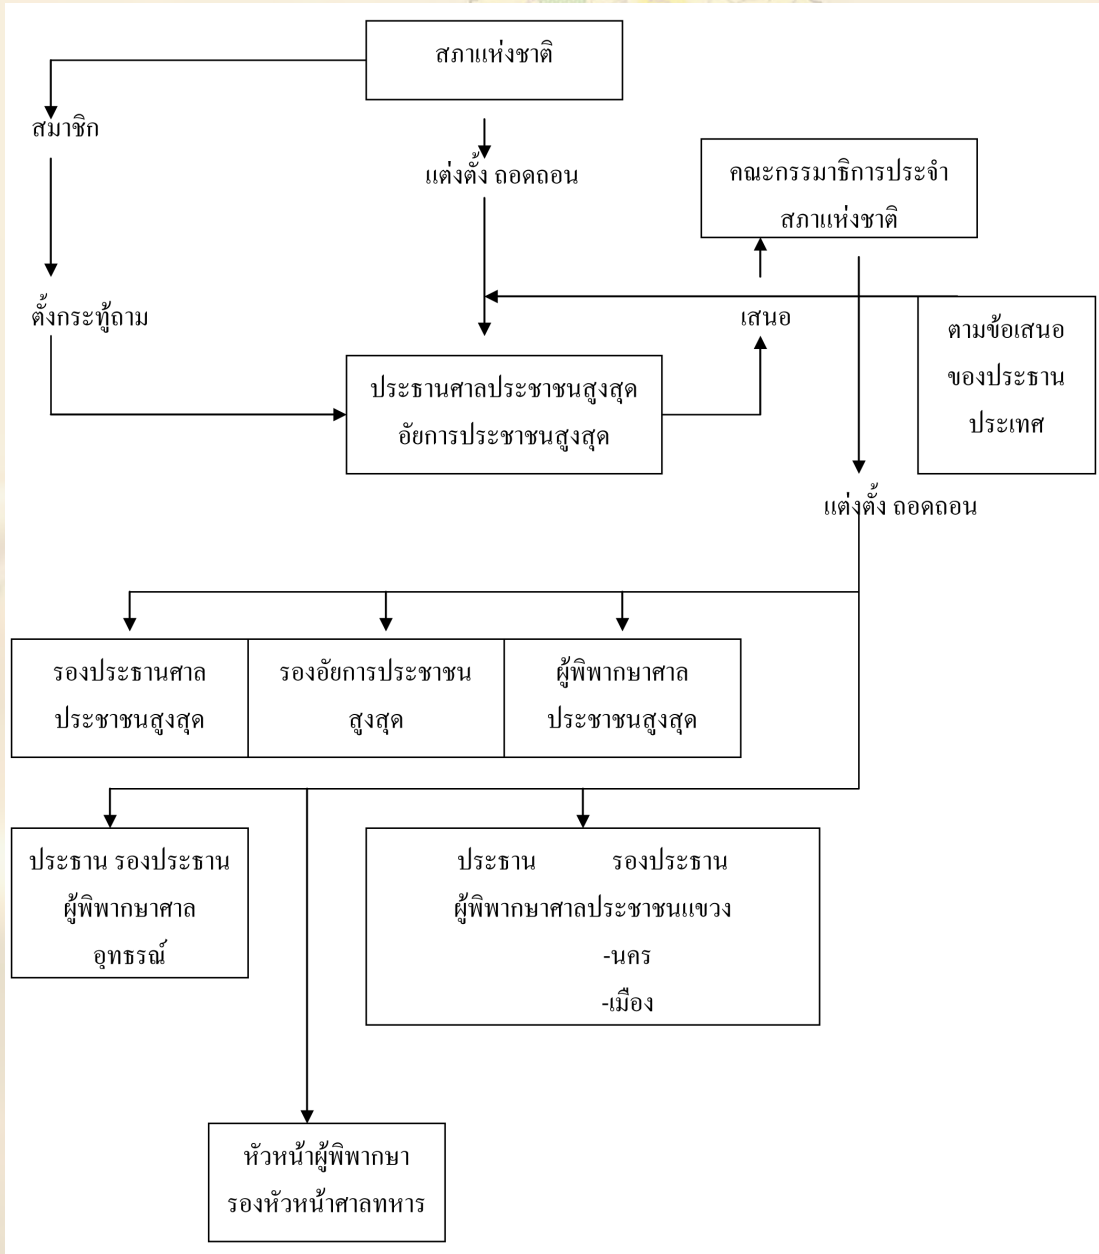 สภาแห่งชาติ
สมาชิก
แต่งตั้ง ถอดถอน
คณะกรรมาธิการประจำ
สภาแห่งชาติ
ตั้งกระทู้ถาม
เสนอ
ตามข้อเสนอ
ของประธาน
ประเทศ
ประธานศาลประชาชนสูงสุด
อัยการประชาชนสูงสุด
แต่งตั้ง ถอดถอน
รองประธานศาล
ประชาชนสูงสุด
รองอัยการประชาชน
สูงสุด
ผู้พิพากษาศาล
ประชาชนสูงสุด
ประธาน รองประธาน
ผู้พิพากษาศาล
อุทธรณ์
ประธาน รองประธาน
ผู้พิพากษาศาลประชาชนแขวง
-นคร
-เมือง
หัวหน้าผู้พิพากษา
รองหัวหน้าศาลทหาร